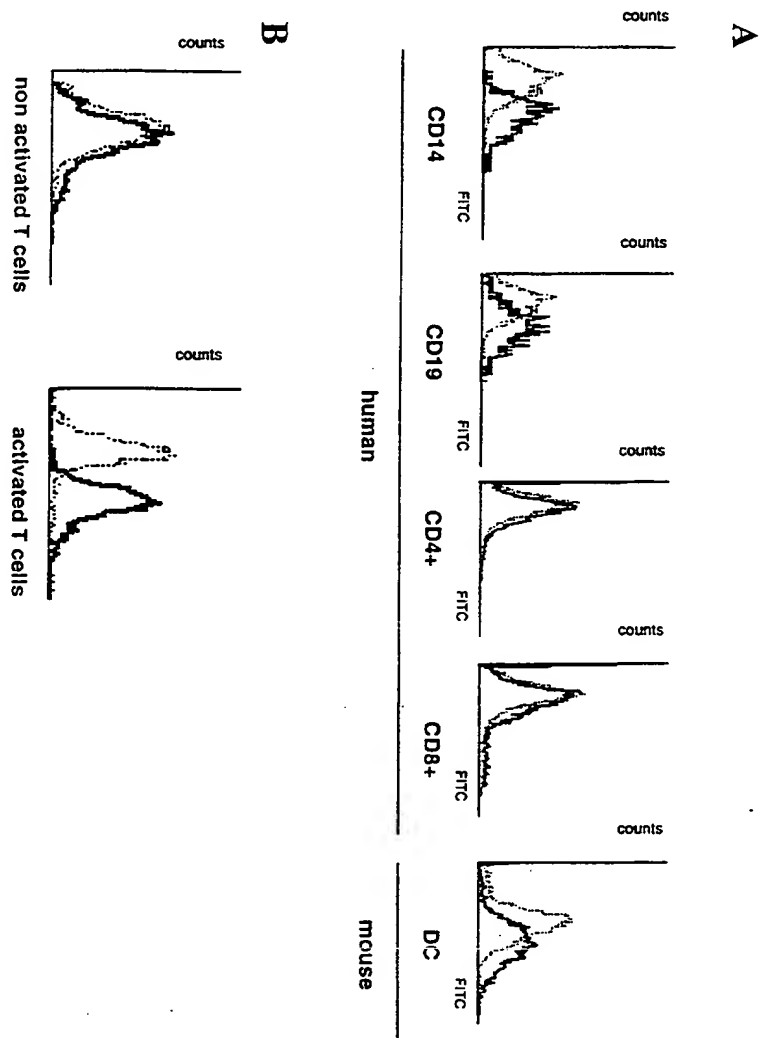 A
counts
counts
counts
counts
counts
FITC
FITC
FITC
FITC
FITC
CD14
CD19
CD4+
CD8+
DC
human
mouse
B
counts
counts
non activated T cells
activated T cells